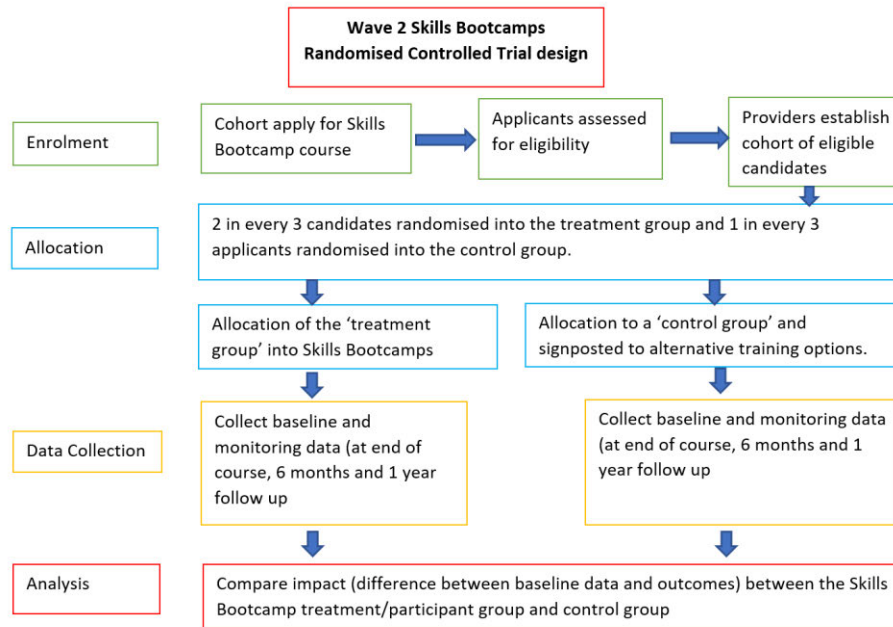 Wave 2 Skills Bootcamps
Randomised Controlled Trial design
Enrolment
Cohort apply for Skills
Bootcamp course
Applicants assessed
for eligibility
Providers establish
cohort of eligible
candidates
Allocation
2 in every 3 candidates randomised into the treatment group and 1 in every 3
applicants randomised into the control group.
Allocation of the ‘treatment
group’ into Skills Bootcamps
Allocation to a ‘control group’ and
signposted to alternative training options.
Data Collection
Collect baseline and
monitoring data (at end of
course, 6 months and 1 year
follow up
Collect baseline and monitoring data
(at end of course, 6 months and 1
year follow up
Analysis
Compare impact (difference between baseline data and outcomes) between the Skills
Bootcamp treatment/participant group and control group